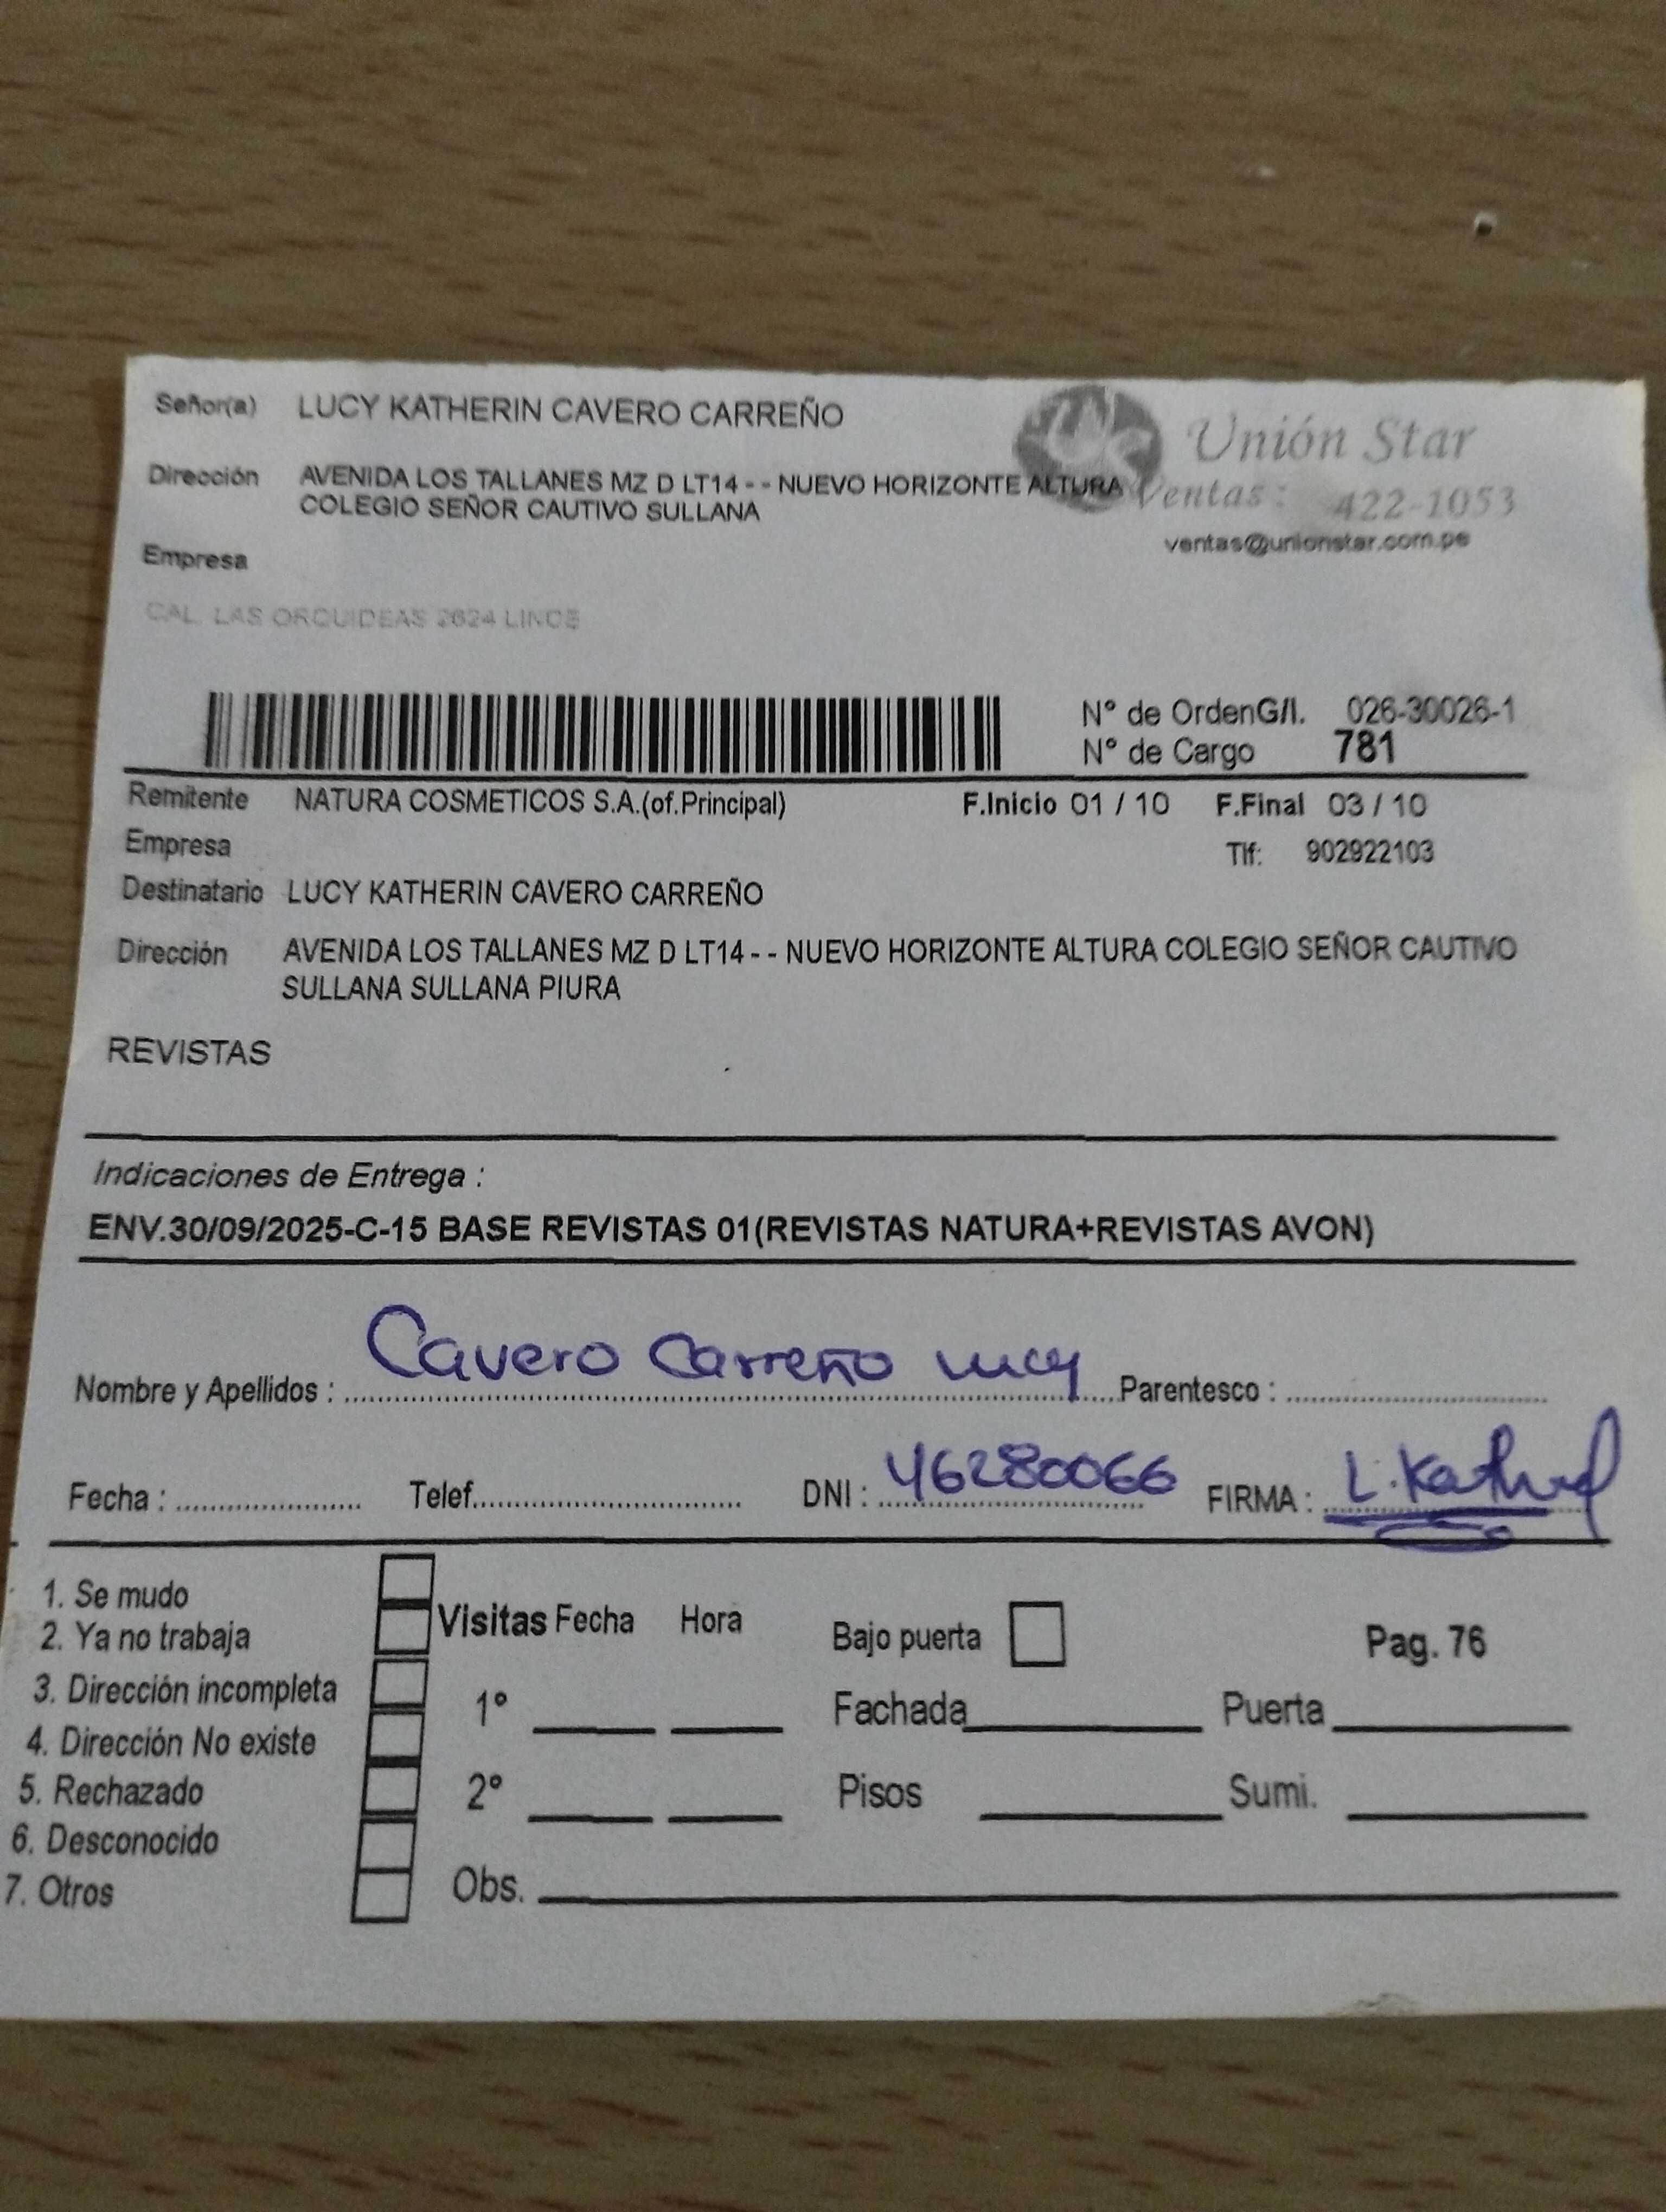 Señor(a) LUCY KATHERIN CAVERO CARREÑO
Unión Star
Dirección AVENIDA LOS TALLANES MZ D LT14 - - NUEVO HORIZONTE ALTURA
COLEGIO SEÑOR CAUTIVO SULLANA
Ventas: 422-1053
ventas@unionstar.com.pe
Empresa
CAL. LAS ORQUIDEAS 2624 LINCE
N° de OrdenG/I. 026-30026-1
N° de Cargo 781
Remitente NATURA COSMETICOS S.A.(of.Principal) F.Inicio 01 / 10 F.Final 03 / 10
Empresa Tlf: 902922103
Destinatario LUCY KATHERIN CAVERO CARREÑO
Dirección AVENIDA LOS TALLANES MZ D LT14 - - NUEVO HORIZONTE ALTURA COLEGIO SEÑOR CAUTIVO
SULLANA SULLANA PIURA
REVISTAS
Indicaciones de Entrega :
ENV.30/09/2025-C-15 BASE REVISTAS 01(REVISTAS NATURA+REVISTAS AVON)
Nombre y Apellidos : Cavero Carreño Lucy Parentesco :
Fecha : Telef. DNI : 46280066 FIRMA : L.
1. Se mudo
2. Ya no trabaja
3. Dirección incompleta
4. Dirección No existe
5. Rechazado
6. Desconocido
7. Otros
Visitas Fecha Hora
1°
2°
Obs.
Bajo puerta Pag. 76
Fachada Puerta
Pisos Sumi.